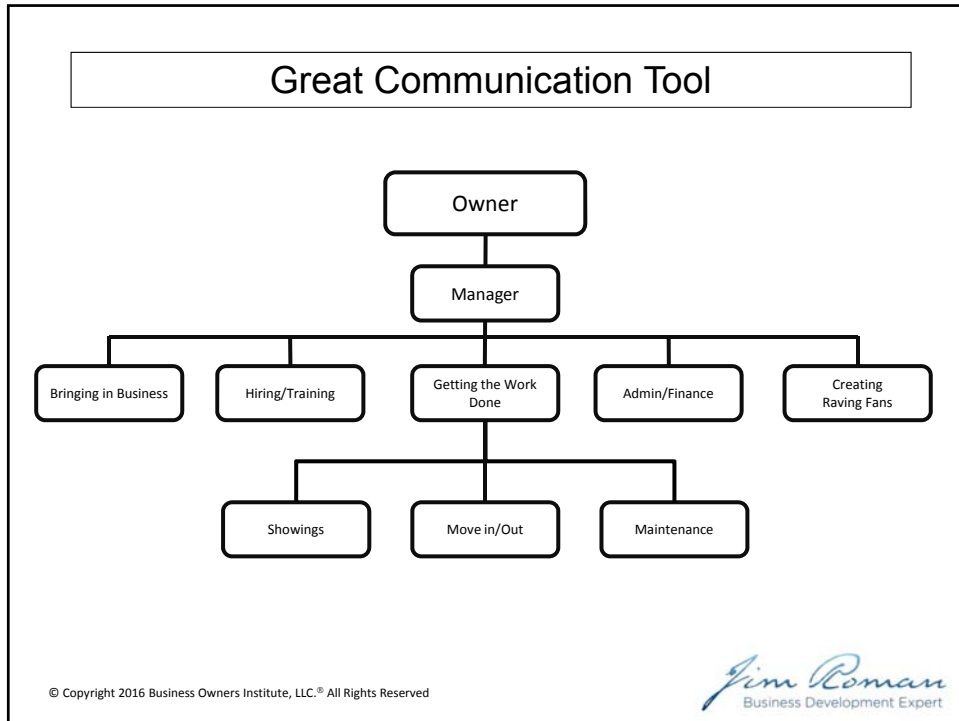 Great Communication Tool
Owner
Manager
Bringing in Business
Hiring/Training
Getting the Work
Done
Admin/Finance
Creating
Raving Fans
Showings
Move in/Out
Maintenance
© Copyright 2016 Business Owners Institute, LLC.® All Rights Reserved
Jim Roman
Business Development Expert